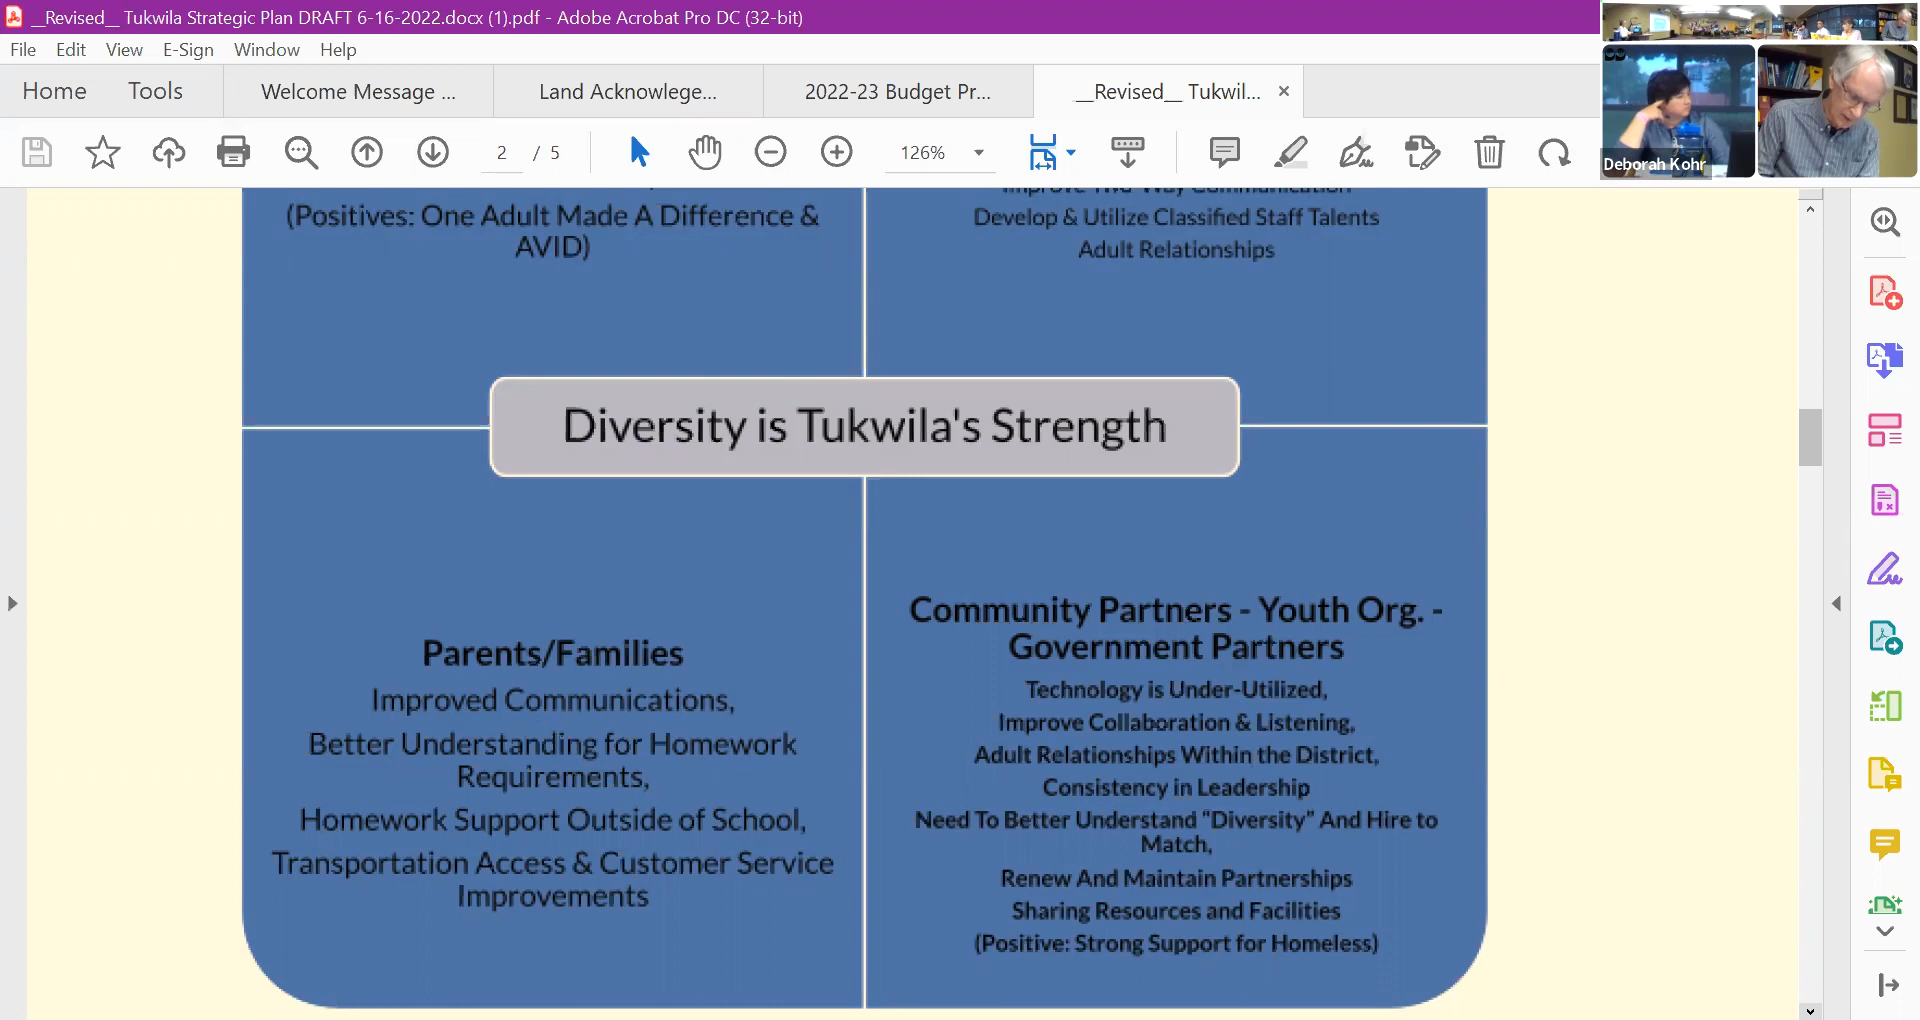 __Revised__ Tukwila Strategic Plan DRAFT 6-16-2022.docx (1).pdf - Adobe Acrobat Pro DC (32-bit)
File Edit View E-Sign Window Help
Home Tools Welcome Message ... Land Acknowlege... 2022-23 Budget Pr... __Revised__ Tukwil... ×
2 / 5 126%
Deborah Kohr
(Positives: One Adult Made A Difference &
AVID)
Improve Two-Way Communication
Develop & Utilize Classified Staff Talents
Adult Relationships
Diversity is Tukwila's Strength
Parents/Families
Improved Communications,
Better Understanding for Homework
Requirements,
Homework Support Outside of School,
Transportation Access & Customer Service
Improvements
Community Partners - Youth Org. -
Government Partners
Technology is Under-Utilized,
Improve Collaboration & Listening,
Adult Relationships Within the District,
Consistency in Leadership
Need To Better Understand "Diversity" And Hire to
Match,
Renew And Maintain Partnerships
Sharing Resources and Facilities
(Positive: Strong Support for Homeless)